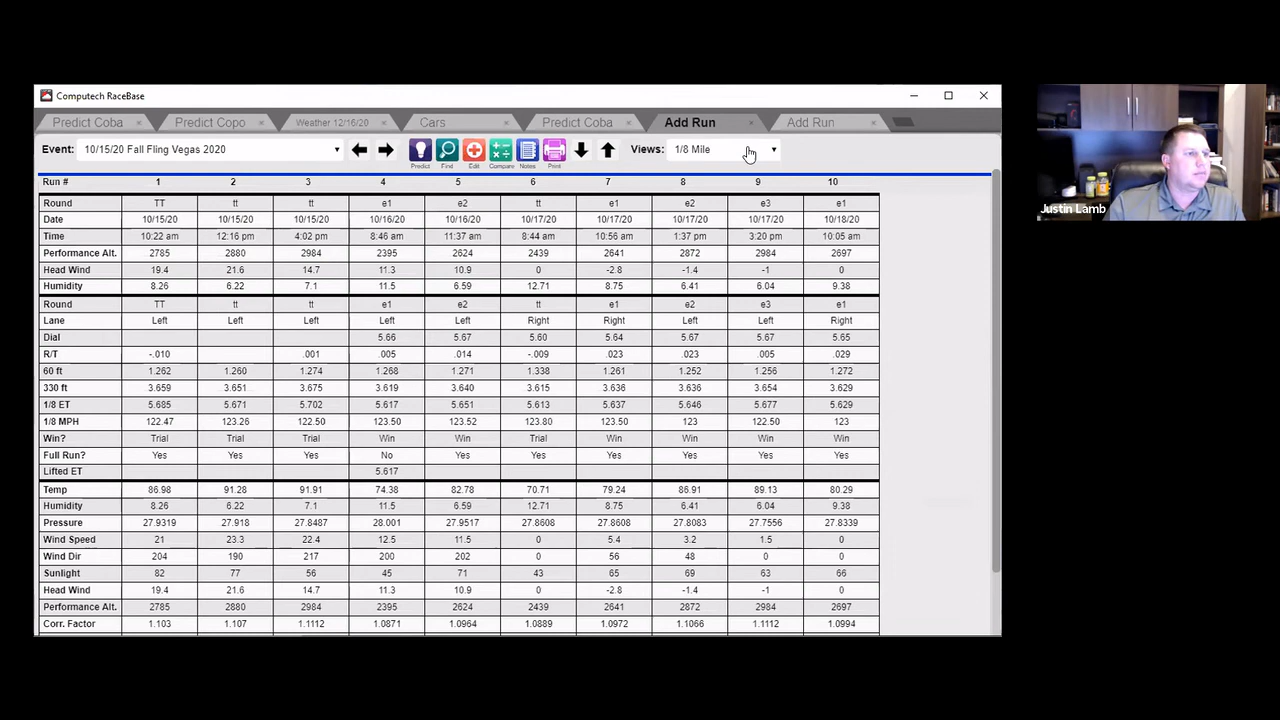 Computech RaceBase
Predict Coba × Predict Copo × Weather 12/16/20 × Cars × Predict Coba × Add Run × Add Run ×
Event: 10/15/20 Fall Fling Vegas 2020 Predict Find Edit Compare Notes Print Views: 1/8 Mile
Run # 1 2 3 4 5 6 7 8 9 10
Round TT tt tt e1 e2 tt e1 e2 e3 e1
Date 10/15/20 10/15/20 10/15/20 10/16/20 10/16/20 10/17/20 10/17/20 10/17/20 10/17/20 10/18/20
Time 10:22 am 12:16 pm 4:02 pm 8:46 am 11:37 am 8:44 am 10:56 am 1:37 pm 3:20 pm 10:05 am
Performance Alt. 2785 2880 2984 2395 2624 2439 2641 2872 2984 2697
Head Wind 19.4 21.6 14.7 11.3 10.9 0 -2.8 -1.4 -1 0
Humidity 8.26 6.22 7.1 11.5 6.59 12.71 8.75 6.41 6.04 9.38
Round TT tt tt e1 e2 tt e1 e2 e3 e1
Lane Left Left Left Left Left Right Right Left Left Right
Dial 5.66 5.67 5.60 5.64 5.67 5.67 5.65
R/T -.010 .001 .005 .014 -.009 .023 .023 .005 .029
60 ft 1.262 1.260 1.274 1.268 1.271 1.338 1.261 1.252 1.256 1.272
330 ft 3.659 3.651 3.675 3.619 3.640 3.615 3.636 3.636 3.654 3.629
1/8 ET 5.685 5.671 5.702 5.617 5.651 5.613 5.637 5.646 5.677 5.629
1/8 MPH 122.47 123.26 122.50 123.50 123.52 123.80 123.50 123 122.50 123
Win? Trial Trial Trial Win Win Trial Win Win Win Win
Full Run? Yes Yes Yes No Yes Yes Yes Yes Yes Yes
Lifted ET 5.617
Temp 86.98 91.28 91.91 74.38 82.78 70.71 79.24 86.91 89.13 80.29
Humidity 8.26 6.22 7.1 11.5 6.59 12.71 8.75 6.41 6.04 9.38
Pressure 27.9319 27.918 27.8487 28.001 27.9517 27.8608 27.8608 27.8083 27.7556 27.8339
Wind Speed 21 23.3 22.4 12.5 11.5 0 5.4 3.2 1.5 0
Wind Dir 204 190 217 200 202 0 56 48 0 0
Sunlight 82 77 56 45 71 43 65 69 63 66
Head Wind 19.4 21.6 14.7 11.3 10.9 0 -2.8 -1.4 -1 0
Performance Alt. 2785 2880 2984 2395 2624 2439 2641 2872 2984 2697
Corr. Factor 1.103 1.107 1.1112 1.0871 1.0964 1.0889 1.0972 1.1066 1.1112 1.0994
Justin Lamb